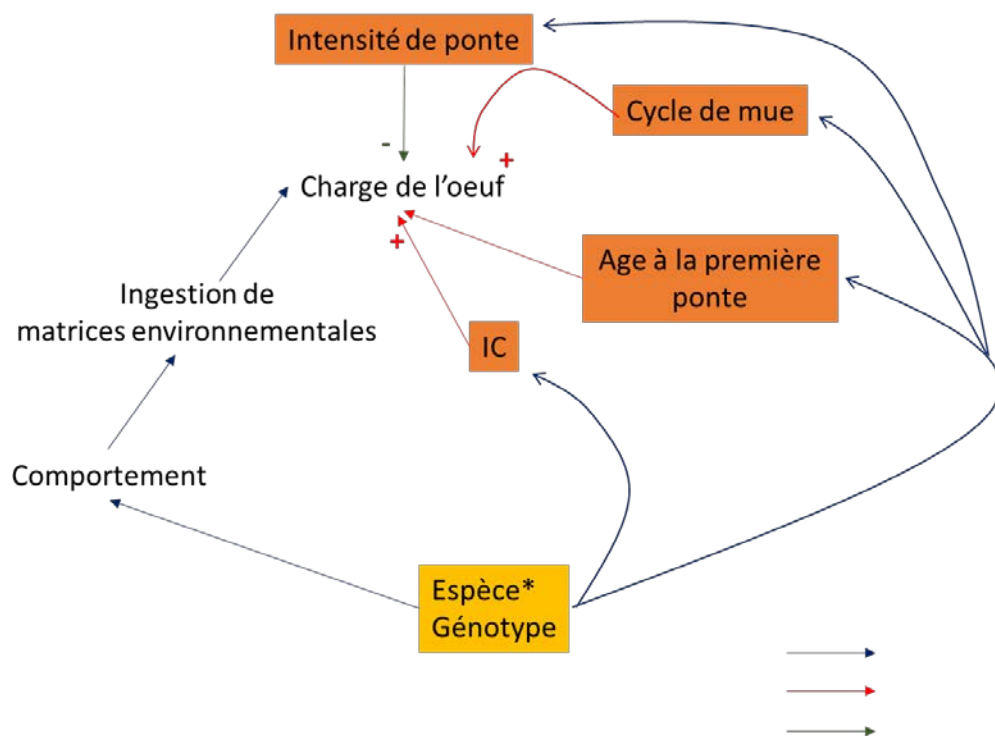 Intensité de ponte
Cycle de mue
-
+
Charge de l'oeuf
+
Age à la première
ponte
Ingestion de
matrices environnementales
IC
Comportement
Espèce*
Génotype